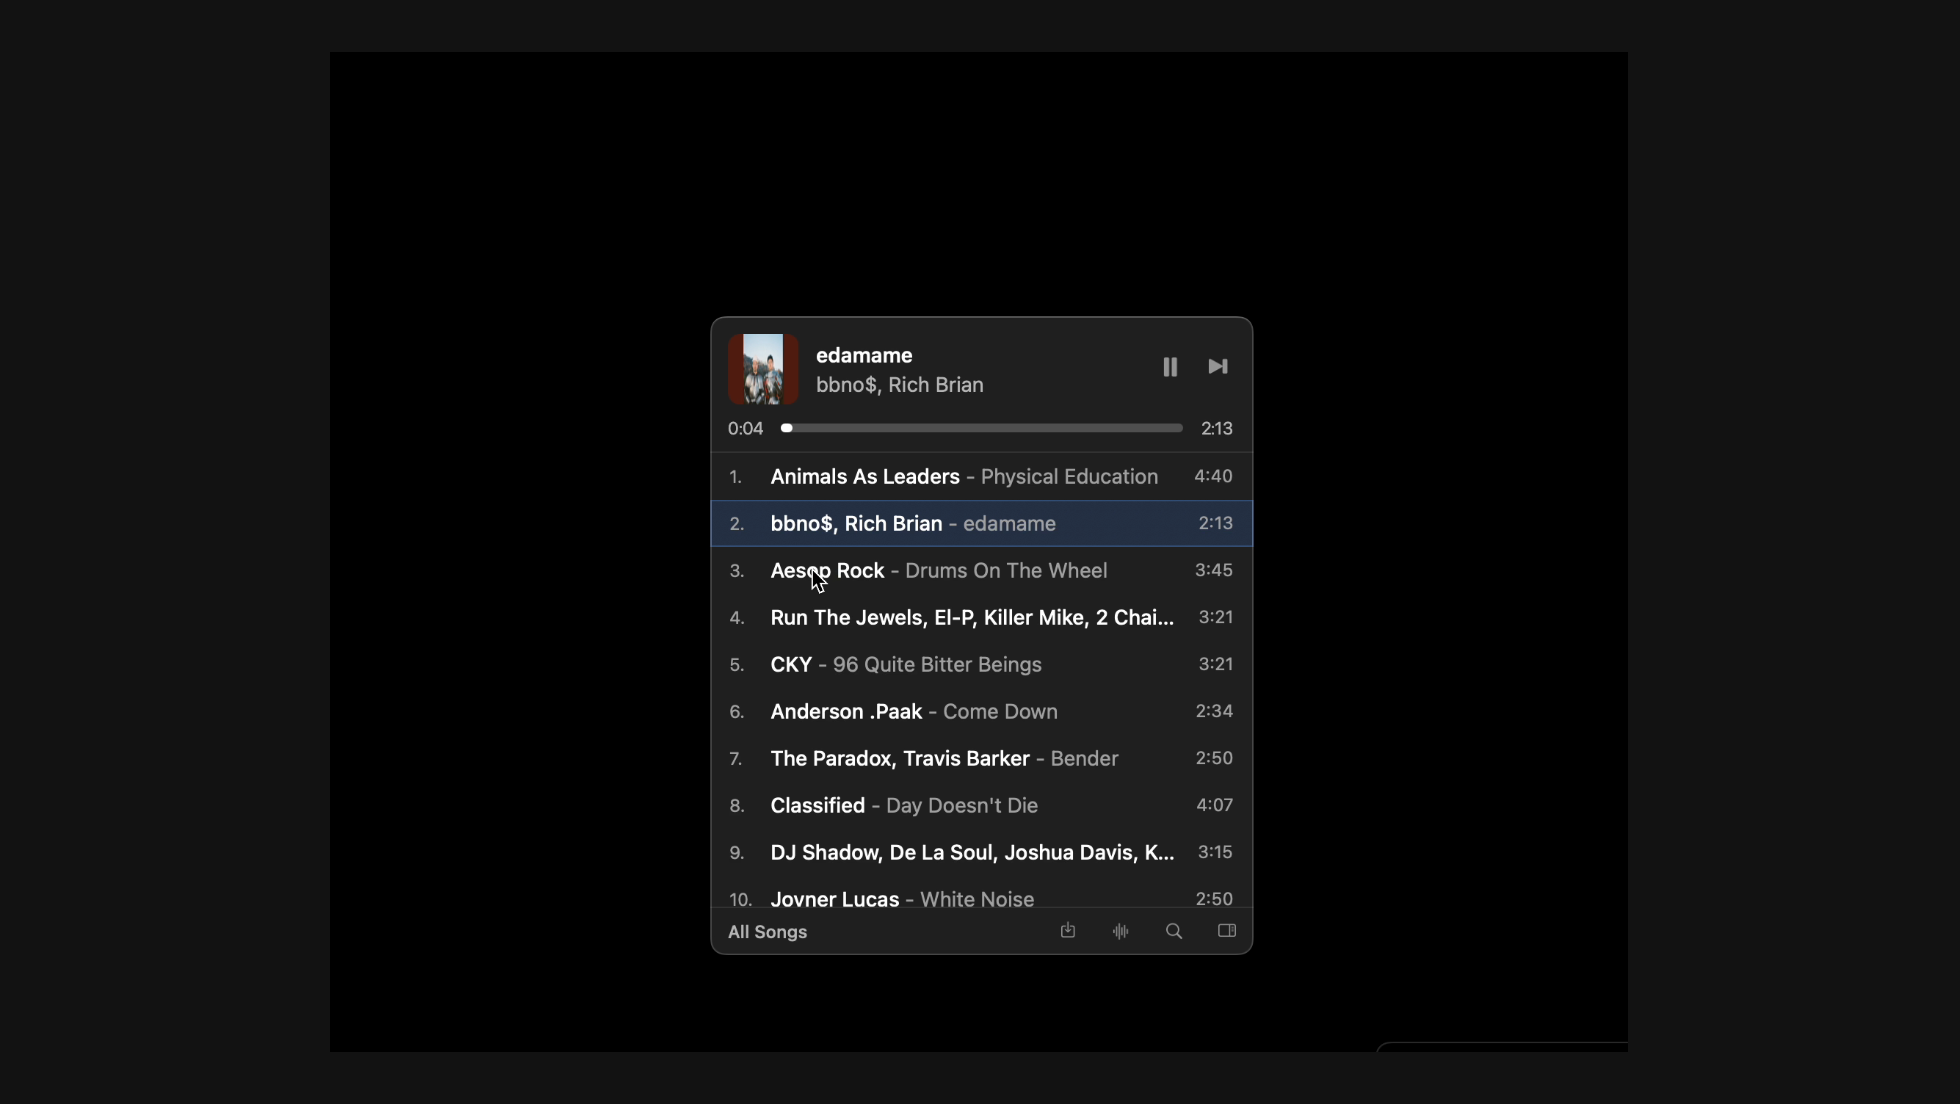 edamame
bbno$, Rich Brian
0:04 2:13
1. Animals As Leaders - Physical Education 4:40
2. bbno$, Rich Brian - edamame 2:13
3. Aesop Rock - Drums On The Wheel 3:45
4. Run The Jewels, El-P, Killer Mike, 2 Chai... 3:21
5. CKY - 96 Quite Bitter Beings 3:21
6. Anderson .Paak - Come Down 2:34
7. The Paradox, Travis Barker - Bender 2:50
8. Classified - Day Doesn't Die 4:07
9. DJ Shadow, De La Soul, Joshua Davis, K... 3:15
10. Joyner Lucas - White Noise 2:50
All Songs